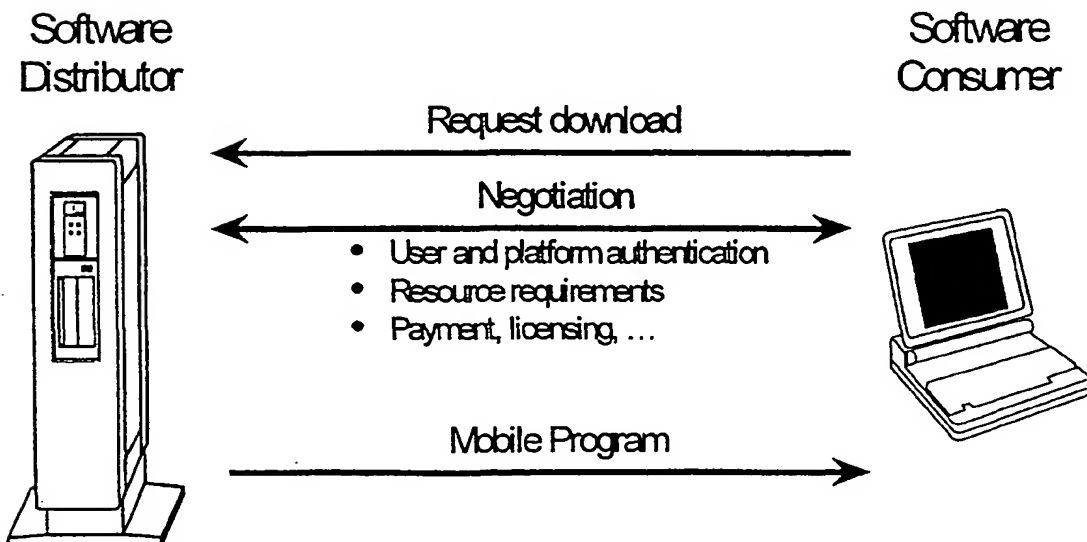 Software
Distributor
Software
Consumer
Request download
Negotiation
• User and platform authentication
• Resource requirements
• Payment, licensing, ...
Mobile Program